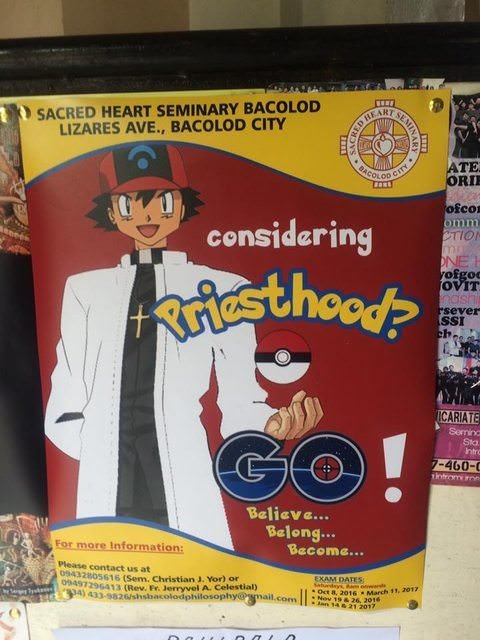 SACRED HEART SEMINARY BACOLOD
LIZARES AVE., BACOLOD CITY
SACRED HEART SEMINARY
BACOLOD CITY
considering
Priesthood?
GO!
Believe...
Belong...
Become...
For more Information:
Please contact us at
09432805616 (Sem. Christian J. Yor) or
09497296413 (Rev. Fr. Jerryvel A. Celestial)
(034) 433-9826/shsbacolodphilosophy@gmail.com
EXAM DATES:
Saturdays, 8am onwards
• Oct 8, 2016 • March 11, 2017
• Nov 19 & 26, 2016
• Jan 14 & 21 2017
VICARIATE